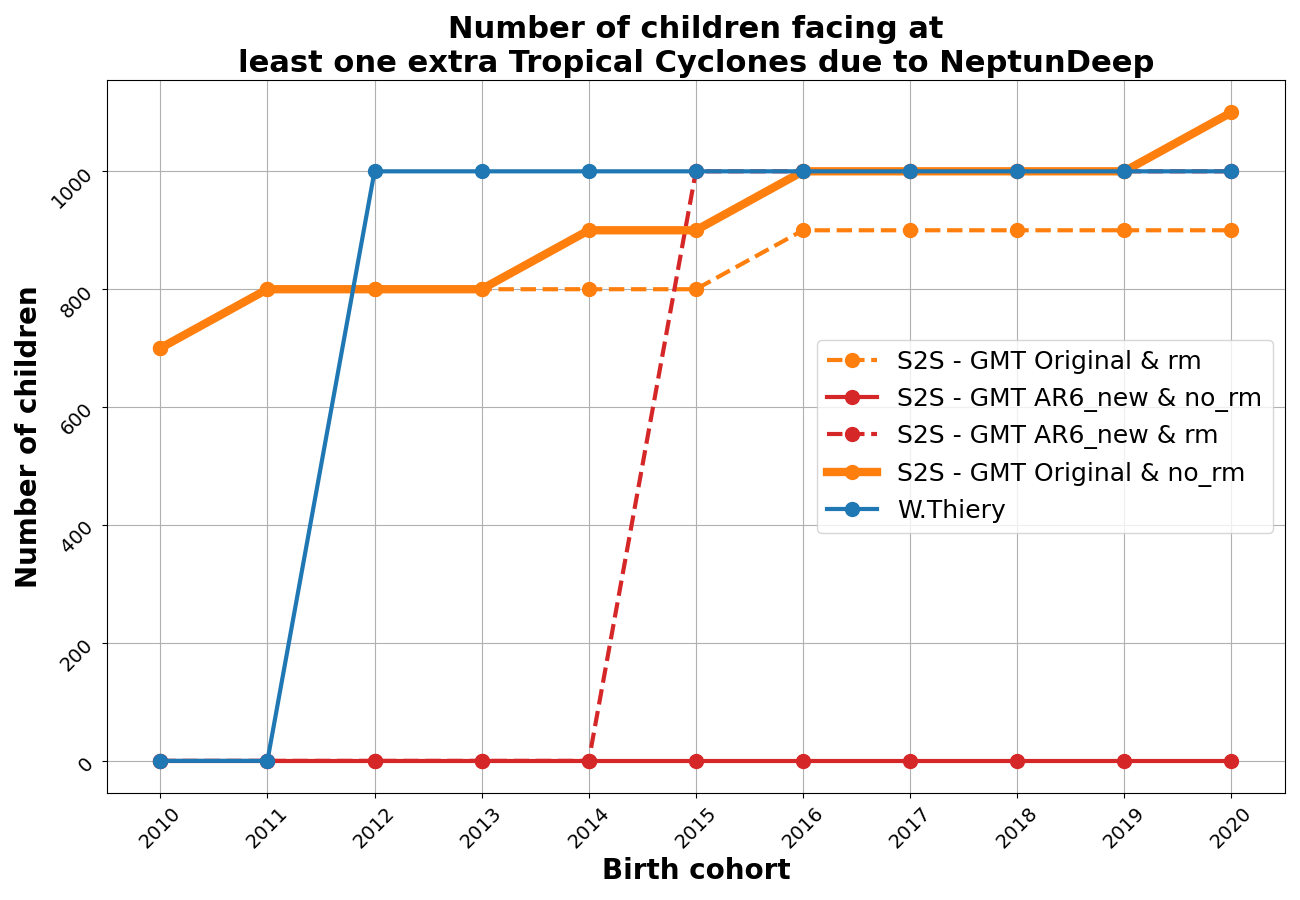 Number of children facing at
least one extra Tropical Cyclones due to NeptunDeep
Number of children
1000
800
600
400
200
0
S2S - GMT Original & rm
S2S - GMT AR6_new & no_rm
S2S - GMT AR6_new & rm
S2S - GMT Original & no_rm
W.Thiery
2010 2011 2012 2013 2014 2015 2016 2017 2018 2019 2020
Birth cohort